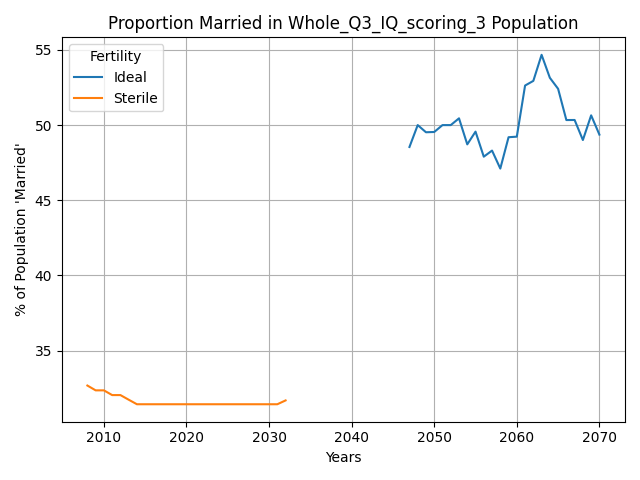 Proportion Married in Whole_Q3_IQ_scoring_3 Population
Fertility
Ideal
Sterile
% of Population 'Married'
55
50
45
40
35
2010 2020 2030 2040 2050 2060 2070
Years